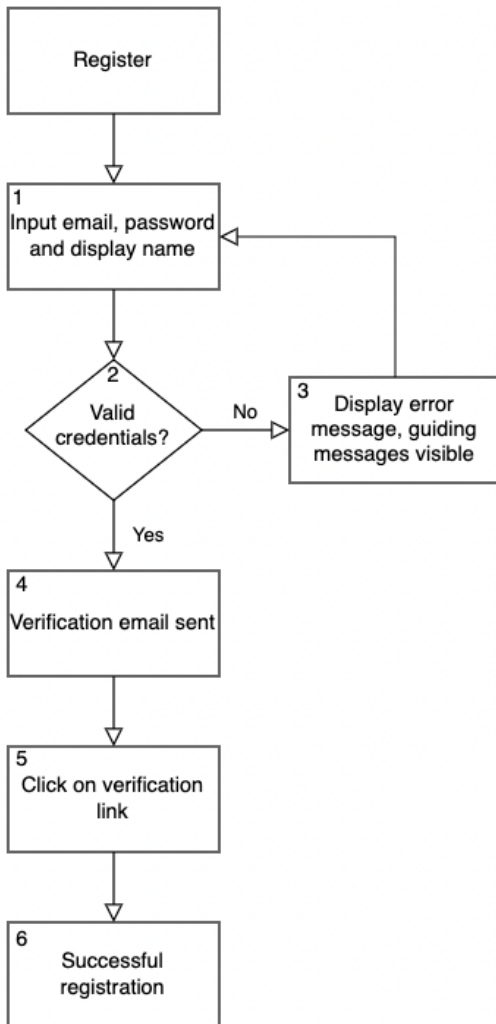 Register
1
Input email, password
and display name
2
Valid
credentials?
No
3
Display error
message, guiding
messages visible
Yes
4
Verification email sent
5
Click on verification
link
6
Successful
registration